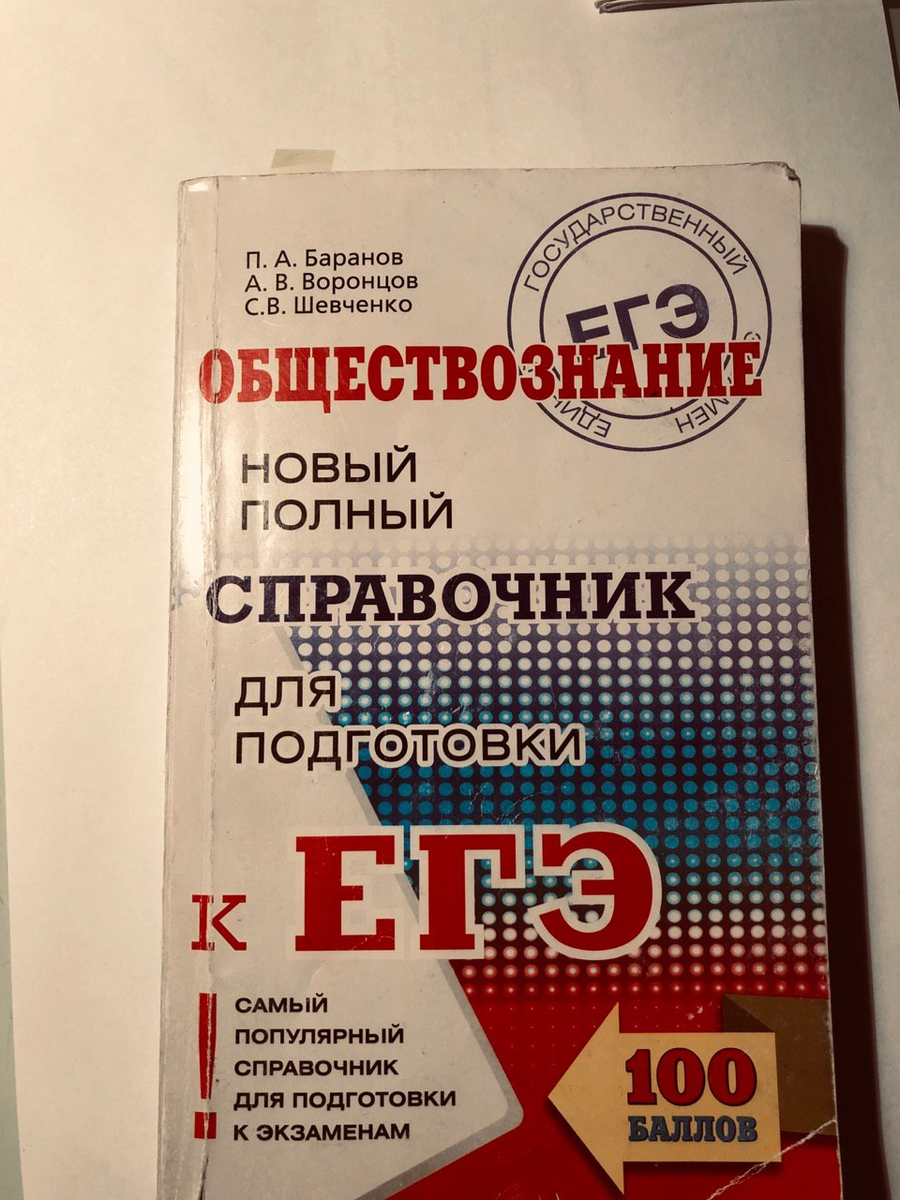 П. А. Баранов
А. В. Воронцов
С.В. Шевченко
ГОСУДАРСТВЕННЫЙ
ЕГЭ
ОБЩЕСТВОЗНАНИЕ
НОВЫЙ
ПОЛНЫЙ
СПРАВОЧНИК
ДЛЯ
ПОДГОТОВКИ
К ЕГЭ
! САМЫЙ
ПОПУЛЯРНЫЙ
СПРАВОЧНИК
ДЛЯ ПОДГОТОВКИ
К ЭКЗАМЕНАМ
100
БАЛЛОВ